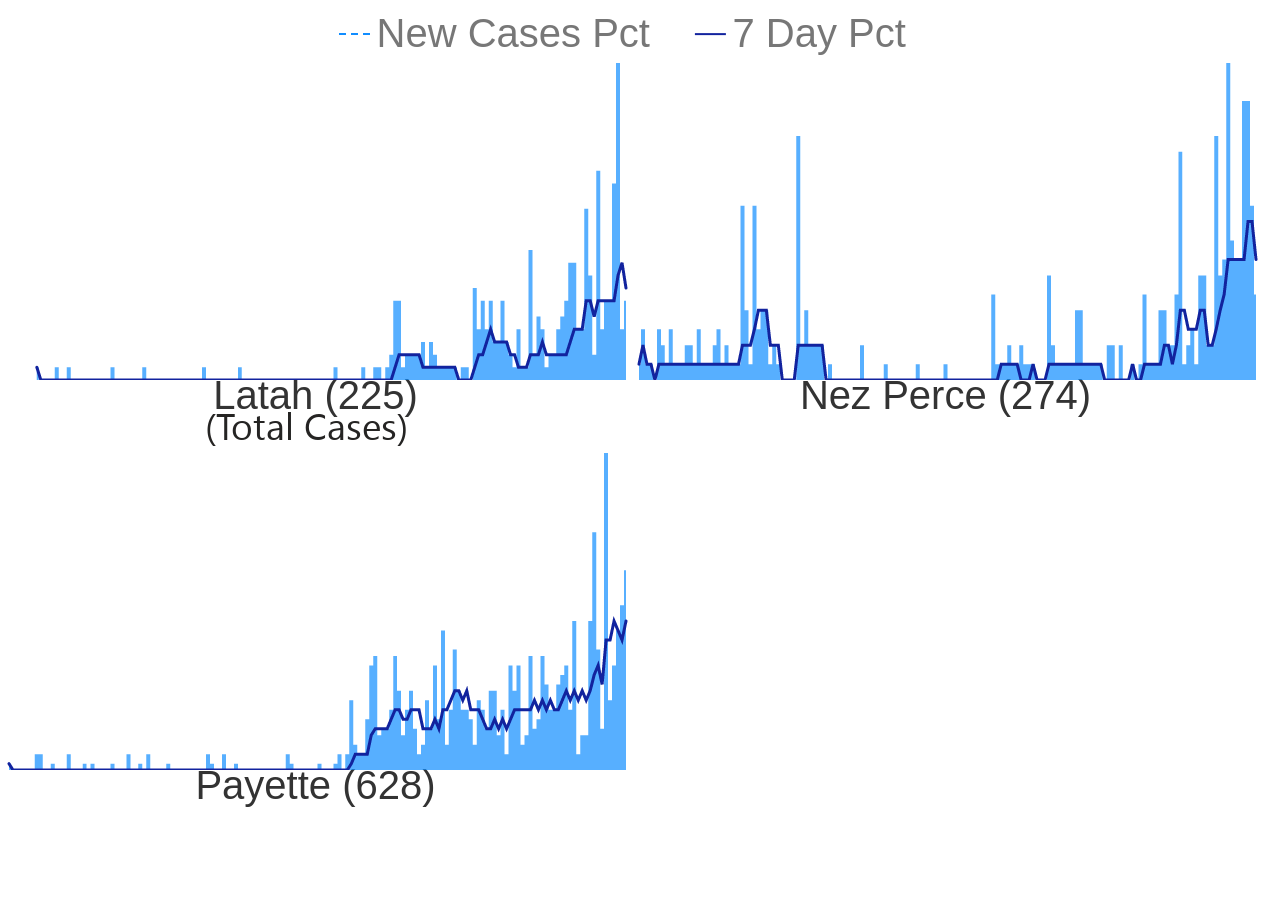 New Cases Pct 7 Day Pct
Latah (225)
(Total Cases)
Nez Perce (274)
Payette (628)